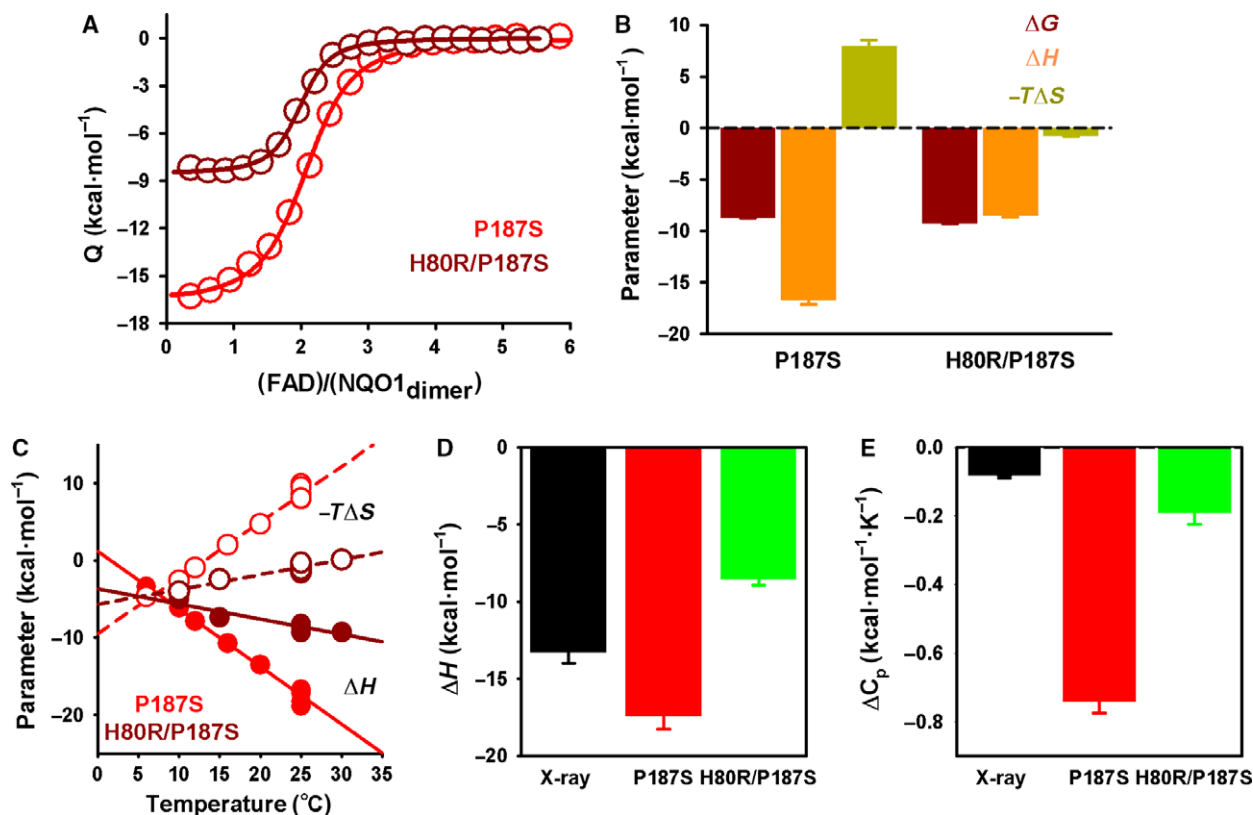 A
0
−3
−6
−9
−12
−15
−18
Q (kcal·mol⁻¹)
P187S
H80R/P187S
0 1 2 3 4 5 6
(FAD)/(NQO1dimer)
B
10
5
0
−5
−10
−15
−20
Parameter (kcal·mol⁻¹)
ΔG
ΔH
−TΔS
P187S H80R/P187S
C
10
0
−10
−20
Parameter (kcal·mol⁻¹)
−TΔS
ΔH
P187S
H80R/P187S
0 5 10 15 20 25 30 35
Temperature (°C)
D
0
−5
−10
−15
−20
ΔH (kcal·mol⁻¹)
X-ray P187S H80R/P187S
E
0.0
−0.2
−0.4
−0.6
−0.8
ΔCp (kcal·mol⁻¹·K⁻¹)
X-ray P187S H80R/P187S